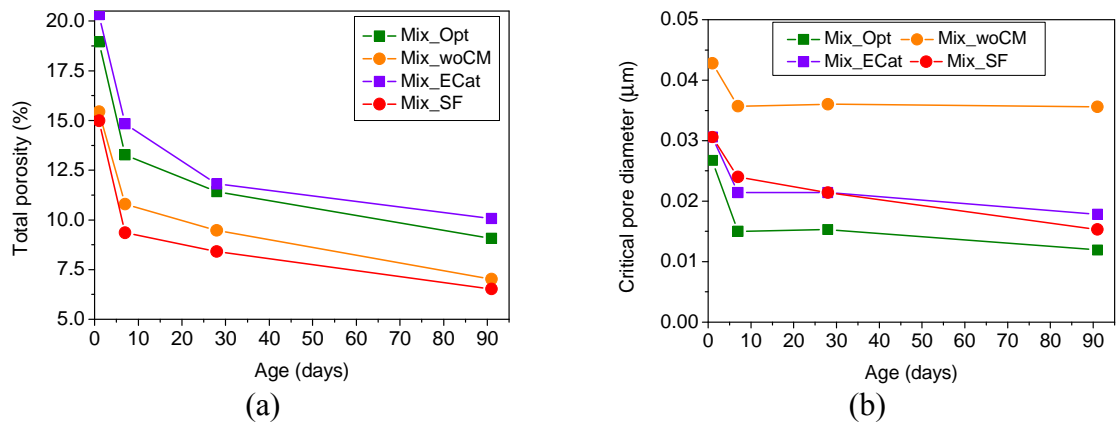 20.0
17.5
15.0
12.5
10.0
7.5
5.0
Total porosity (%)
Mix_Opt
Mix_woCM
Mix_ECat
Mix_SF
0 10 20 30 40 50 60 70 80 90
Age (days)
(a)
0.05
0.04
0.03
0.02
0.01
0.00
Critical pore diameter (µm)
Mix_Opt Mix_woCM
Mix_ECat Mix_SF
0 10 20 30 40 50 60 70 80 90
Age (days)
(b)